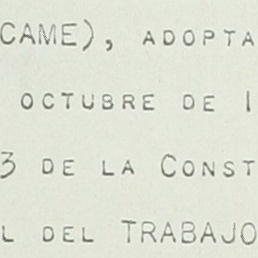 CAME), ADOPTA
OCTUBRE DE 1
3 DE LA CONST
L DEL TRABAJO